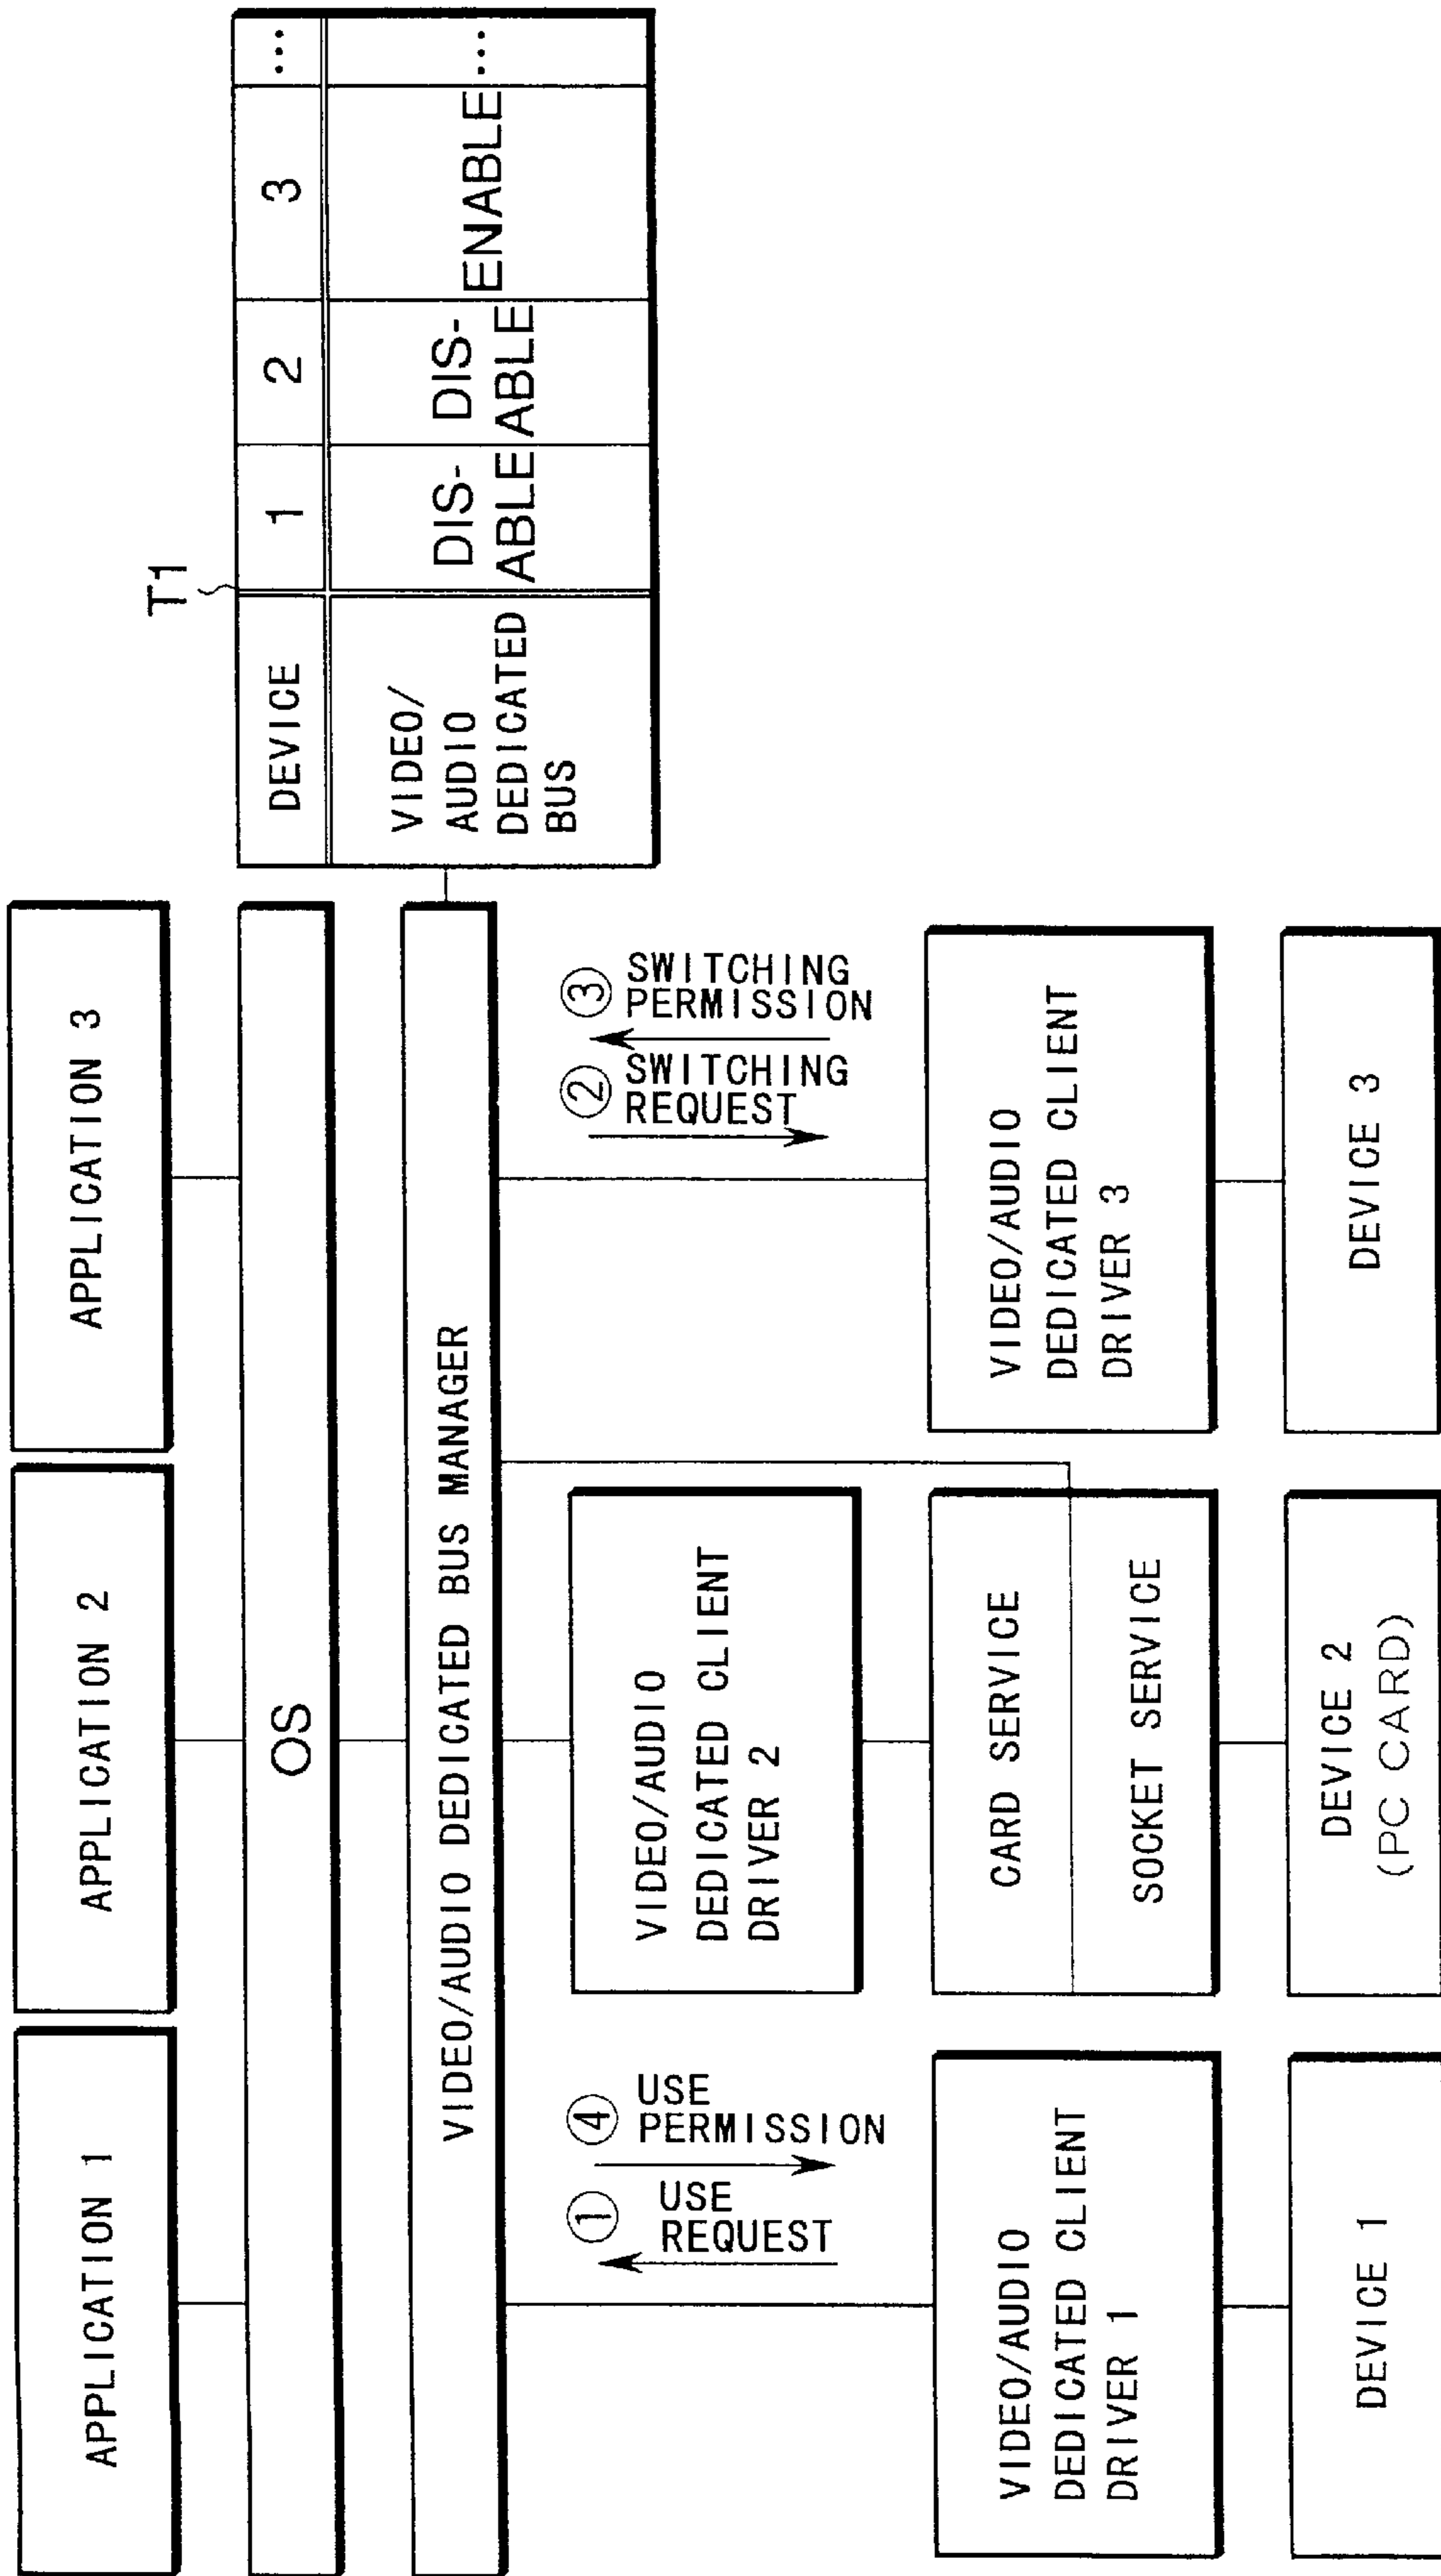 APPLICATION 1
APPLICATION 2
APPLICATION 3
OS
VIDEO/AUDIO DEDICATED BUS MANAGER
T1
DEVICE
1
2
3
...
VIDEO/
AUDIO
DEDICATED
BUS
DIS-
ABLE
DIS-
ABLE
ENABLE
...
① USE
REQUEST
④ USE
PERMISSION
② SWITCHING
REQUEST
③ SWITCHING
PERMISSION
VIDEO/AUDIO
DEDICATED CLIENT
DRIVER 1
VIDEO/AUDIO
DEDICATED CLIENT
DRIVER 2
VIDEO/AUDIO
DEDICATED CLIENT
DRIVER 3
CARD SERVICE
SOCKET SERVICE
DEVICE 1
DEVICE 2
(PC CARD)
DEVICE 3